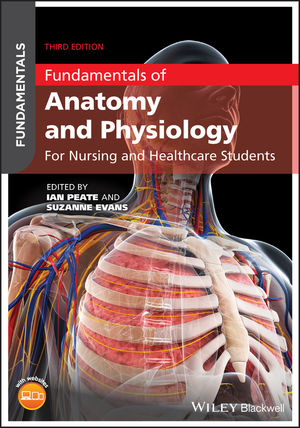 FUNDAMENTALS
THIRD EDITION
Fundamentals of
Anatomy
and Physiology
For Nursing and Healthcare Students
EDITED BY
IAN PEATE AND
SUZANNE EVANS
with website
WILEY Blackwell